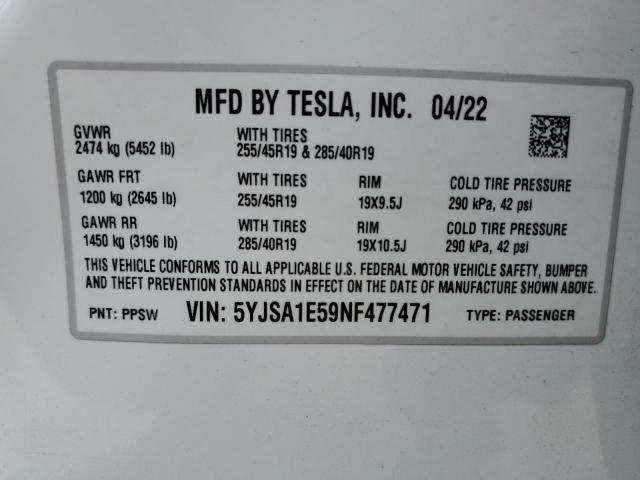 MFD BY TESLA, INC. 04/22
GVWR WITH TIRES
2474 kg (5452 lb) 255/45R19 & 285/40R19
GAWR FRT WITH TIRES RIM COLD TIRE PRESSURE
1200 kg (2645 lb) 255/45R19 19X9.5J 290 kPa, 42 psi
GAWR RR WITH TIRES RIM COLD TIRE PRESSURE
1450 kg (3196 lb) 285/40R19 19X10.5J 290 kPa, 42 psi
THIS VEHICLE CONFORMS TO ALL APPLICABLE U.S. FEDERAL MOTOR VEHICLE SAFETY, BUMPER
AND THEFT PREVENTION STANDARDS IN EFFECT ON THE DATE OF MANUFACTURE SHOWN ABOVE.
PNT: PPSW VIN: 5YJSA1E59NF477471 TYPE: PASSENGER